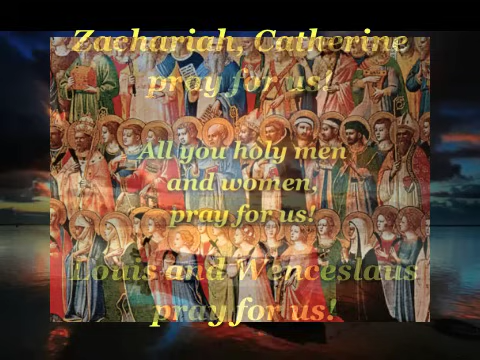 Zachariah, Catherine
pray for us!
All you holy men
and women,
pray for us!
Louis and Wenceslaus
pray for us!